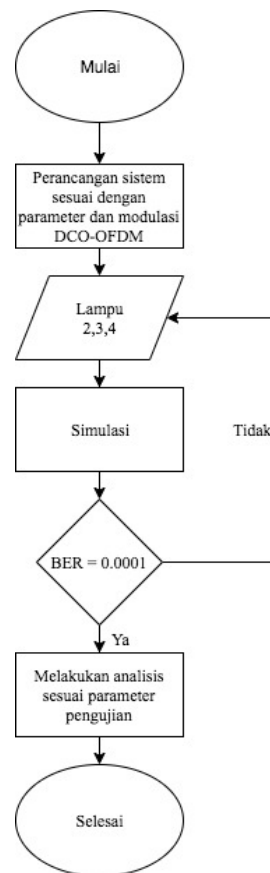 Mulai
Perancangan sistem
sesuai dengan
parameter dan modulasi
DCO-OFDM
Lampu
2,3,4
Simulasi
Tidak
BER = 0.0001
Ya
Melakukan analisis
sesuai parameter
pengujian
Selesai